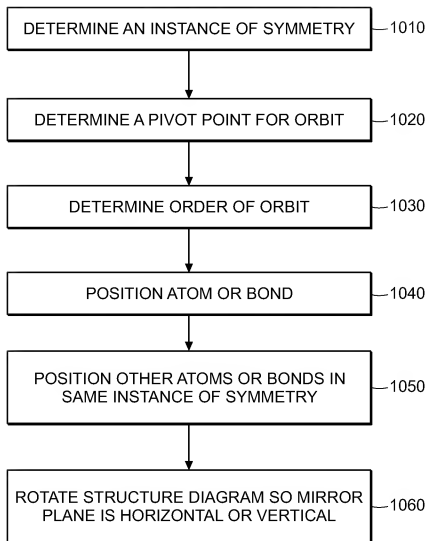 DETERMINE AN INSTANCE OF SYMMETRY 1010
DETERMINE A PIVOT POINT FOR ORBIT 1020
DETERMINE ORDER OF ORBIT 1030
POSITION ATOM OR BOND 1040
POSITION OTHER ATOMS OR BONDS IN
SAME INSTANCE OF SYMMETRY 1050
ROTATE STRUCTURE DIAGRAM SO MIRROR
PLANE IS HORIZONTAL OR VERTICAL 1060